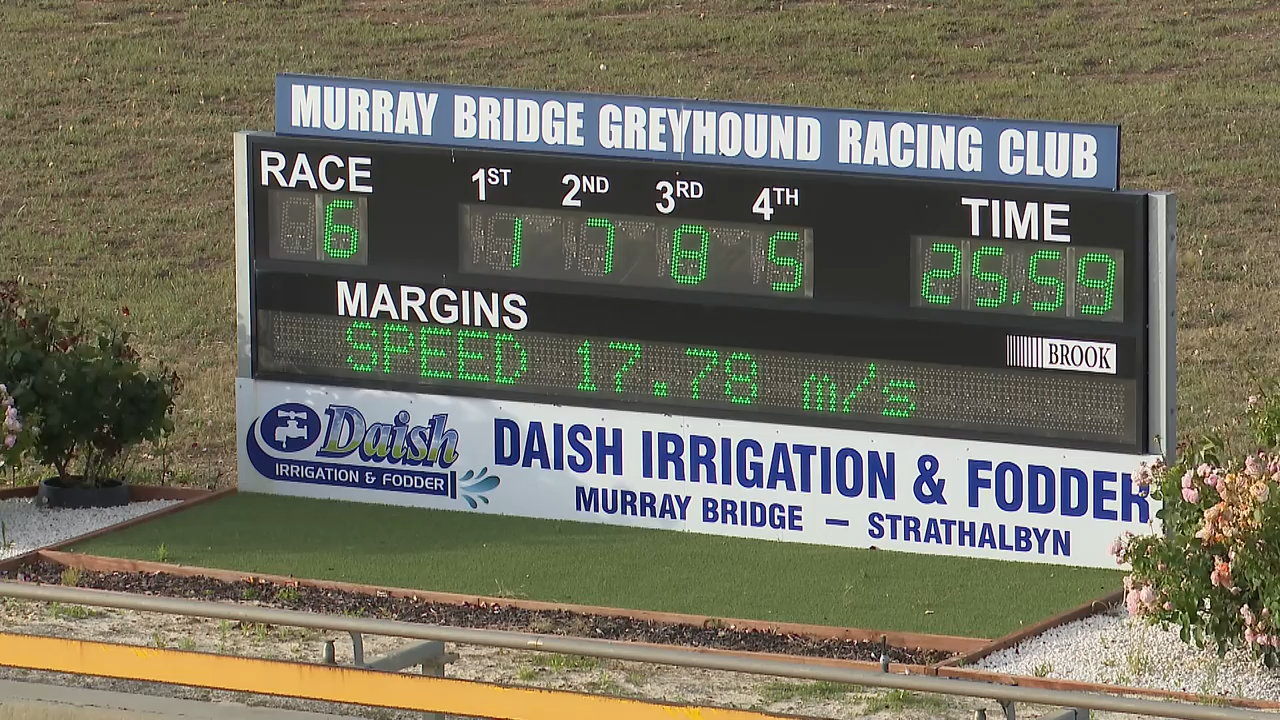 MURRAY BRIDGE GREYHOUND RACING CLUB
RACE 1ST 2ND 3RD 4TH TIME
6 1 7 8 5 25.59
MARGINS
SPEED 17.78 m/s
BROOK
Daish
IRRIGATION & FODDER
DAISH IRRIGATION & FODDER
MURRAY BRIDGE – STRATHALBYN